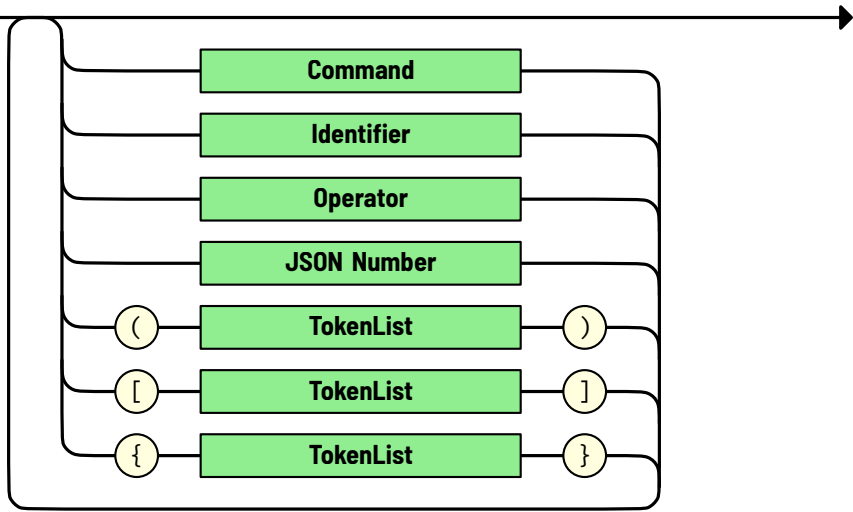 Command
Identifier
Operator
JSON Number
( TokenList )
[ TokenList ]
{ TokenList }